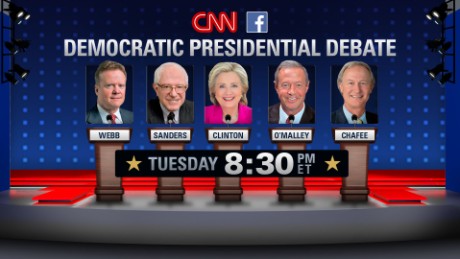 CNN f
DEMOCRATIC PRESIDENTIAL DEBATE
WEBB SANDERS CLINTON O'MALLEY CHAFEE
TUESDAY 8:30 PM ET